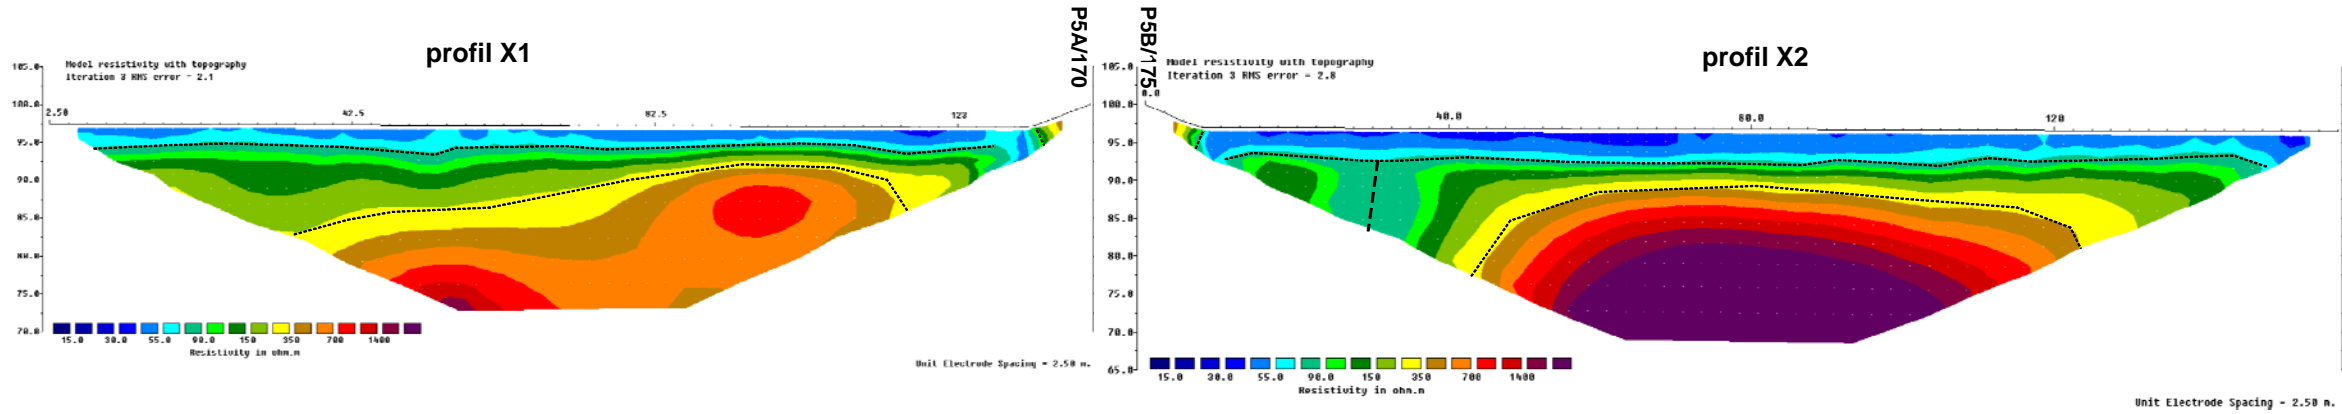 profil X1
Model resistivity with topography
Iteration 3 RMS error = 2.1
105.0
100.0
95.0
90.0
85.0
80.0
75.0
70.0
2.50
42.5
82.5
123
15.0 30.0 55.0 90.0 150 350 700 1400
Resistivity in ohm.m
Unit Electrode Spacing = 2.50 m.
P5A/170
P5B/175
profil X2
Model resistivity with topography
Iteration 3 RMS error = 2.8
105.0
100.0
95.0
90.0
85.0
80.0
75.0
70.0
65.0
0.0
40.0
80.0
120
15.0 30.0 55.0 90.0 150 350 700 1400
Resistivity in ohm.m
Unit Electrode Spacing = 2.50 m.